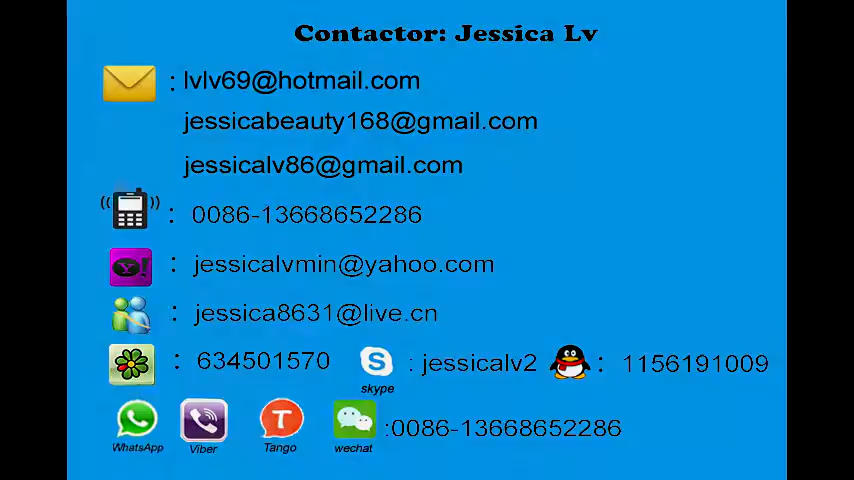 Contactor: Jessica Lv
: lvlv69@hotmail.com
jessicabeauty168@gmail.com
jessicalv86@gmail.com
: 0086-13668652286
Y!
: jessicalvmin@yahoo.com
: jessica8631@live.cn
: 634501570 S skype : jessicalv2 : 1156191009
T
WhatsApp Viber Tango wechat :0086-13668652286